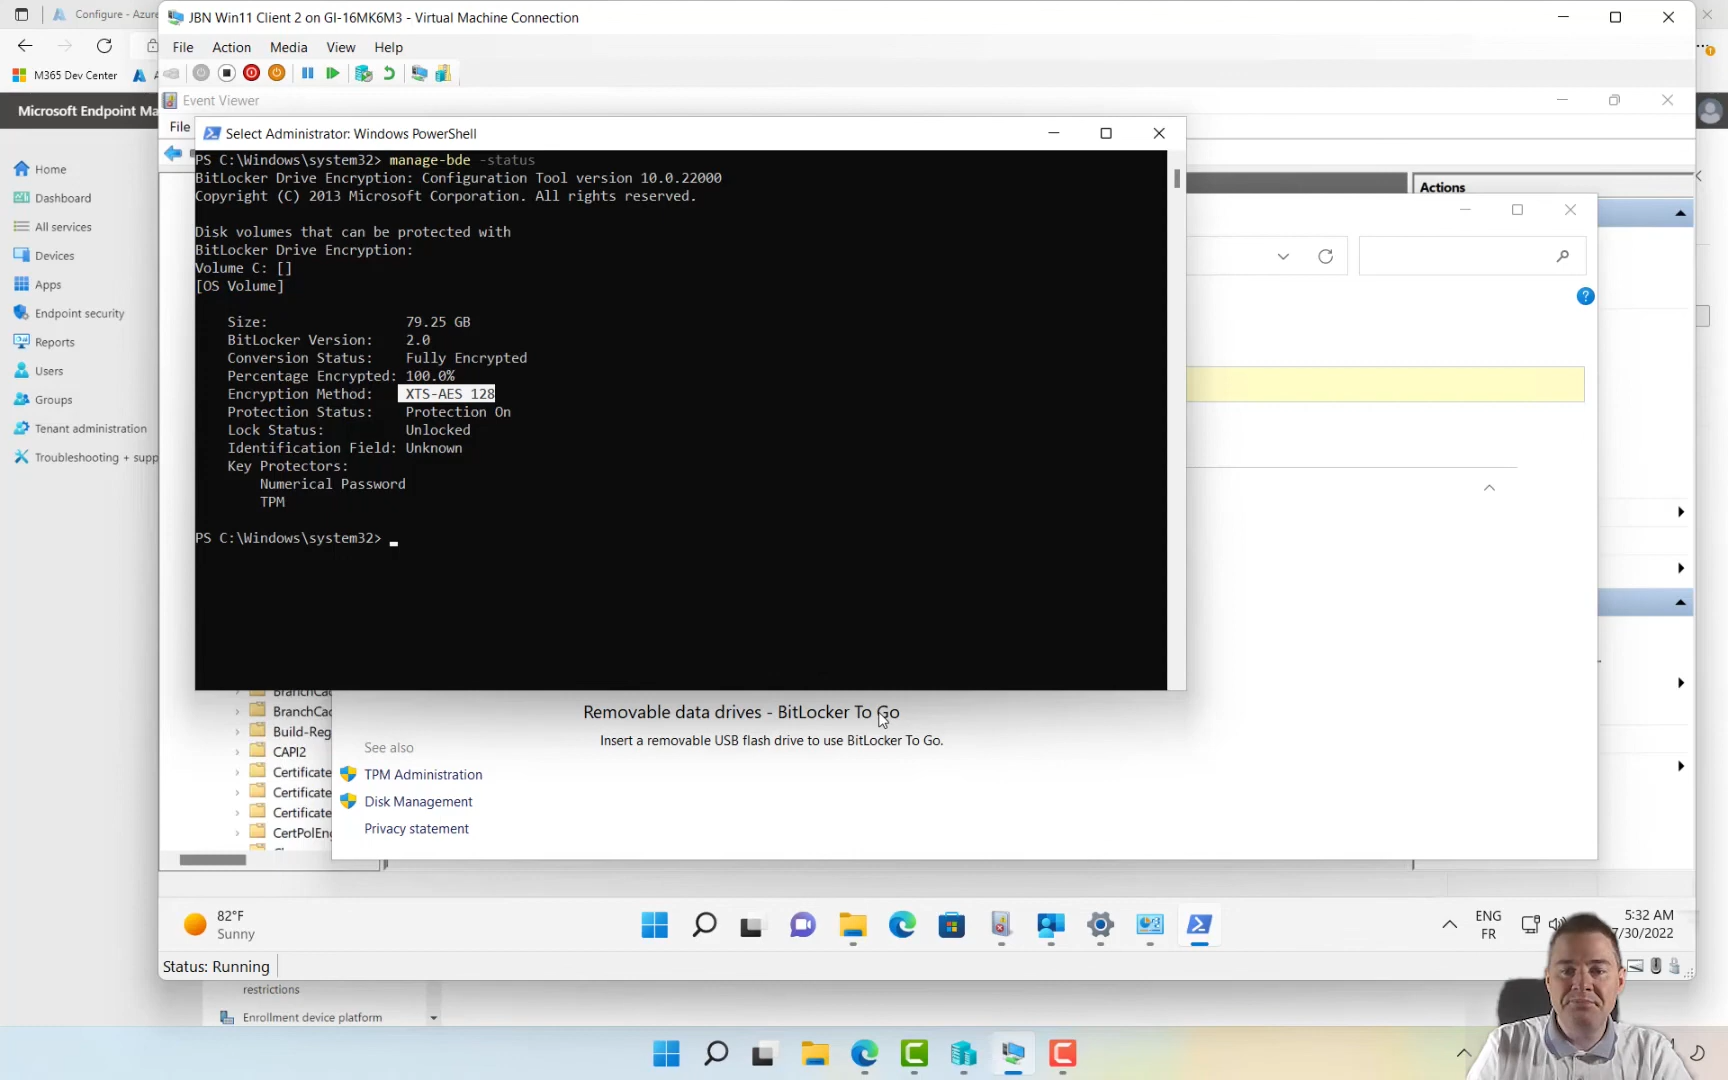 Configure - Azure
JBN Win11 Client 2 on GI-16MK6M3 - Virtual Machine Connection
File Action Media View Help
M365 Dev Center
Event Viewer
Microsoft Endpoint Ma
File
Select Administrator: Windows PowerShell
PS C:\Windows\system32> manage-bde -status
BitLocker Drive Encryption: Configuration Tool version 10.0.22000
Copyright (C) 2013 Microsoft Corporation. All rights reserved.
Disk volumes that can be protected with
BitLocker Drive Encryption:
Volume C: []
[OS Volume]
Size: 79.25 GB
BitLocker Version: 2.0
Conversion Status: Fully Encrypted
Percentage Encrypted: 100.0%
Encryption Method: XTS-AES 128
Protection Status: Protection On
Lock Status: Unlocked
Identification Field: Unknown
Key Protectors:
Numerical Password
TPM
PS C:\Windows\system32>
Actions
Home
Dashboard
All services
Devices
Apps
Endpoint security
Reports
Users
Groups
Tenant administration
Troubleshooting + supp
BranchCac
BranchCac
Build-Reg
CAPI2
Certificate
Certificate
Certificate
CertPolEng
Removable data drives - BitLocker To Go
Insert a removable USB flash drive to use BitLocker To Go.
See also
TPM Administration
Disk Management
Privacy statement
82°F
Sunny
ENG
FR
5:32 AM
7/30/2022
Status: Running
restrictions
Enrollment device platform